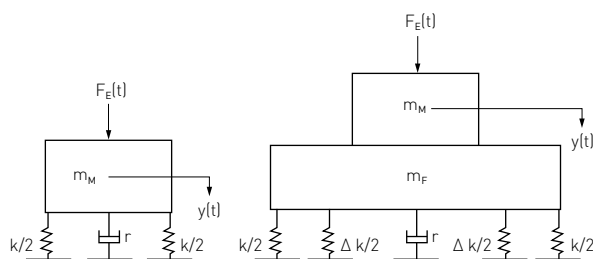 F_E(t)
m_M
y(t)
k/2
r
k/2
F_E(t)
m_M
y(t)
m_F
k/2
Δ k/2
r
Δ k/2
k/2